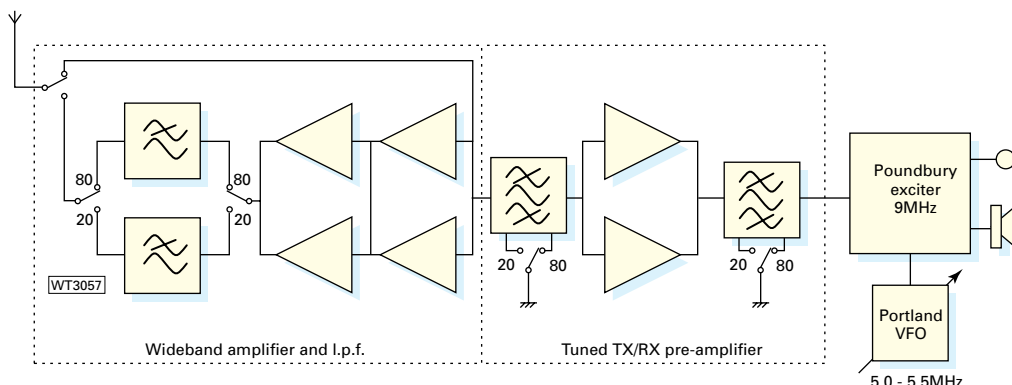 80
20
80
20
WT3057
Wideband amplifier and l.p.f.
20
80
20
80
Tuned TX/RX pre-amplifier
Poundbury
exciter
9MHz
Portland
VFO
5.0 - 5.5MHz